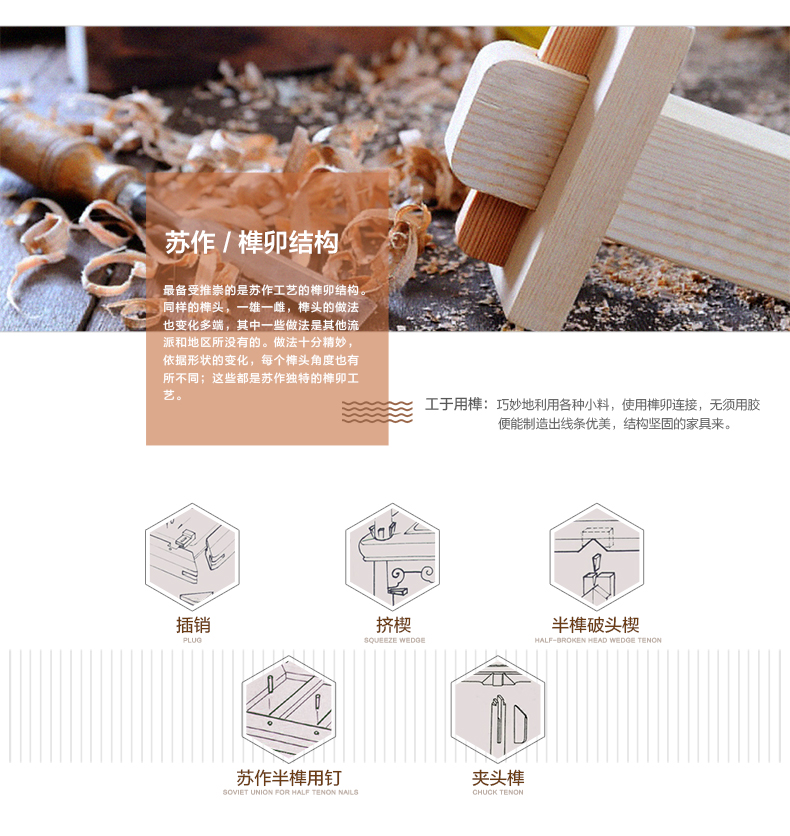 苏作 / 榫卯结构
最备受推崇的是苏作工艺的榫卯结构。
同样的榫头，一雄一雌，榫头的做法
也变化多端，其中一些做法是其他流
派和地区所没有的。做法十分精妙，
依据形状的变化，每个榫头角度也有
所不同；这些都是苏作独特的榫卯工
艺。
工于用榫：巧妙地利用各种小料，使用榫卯连接，无须用胶
便能制造出线条优美，结构坚固的家具来。
插销
PLUG
挤楔
SQUEEZE WEDGE
半榫破头楔
HALF-BROKEN HEAD WEDGE TENON
苏作半榫用钉
SOVIET UNION FOR HALF TENON NAILS
夹头榫
CHUCK TENON